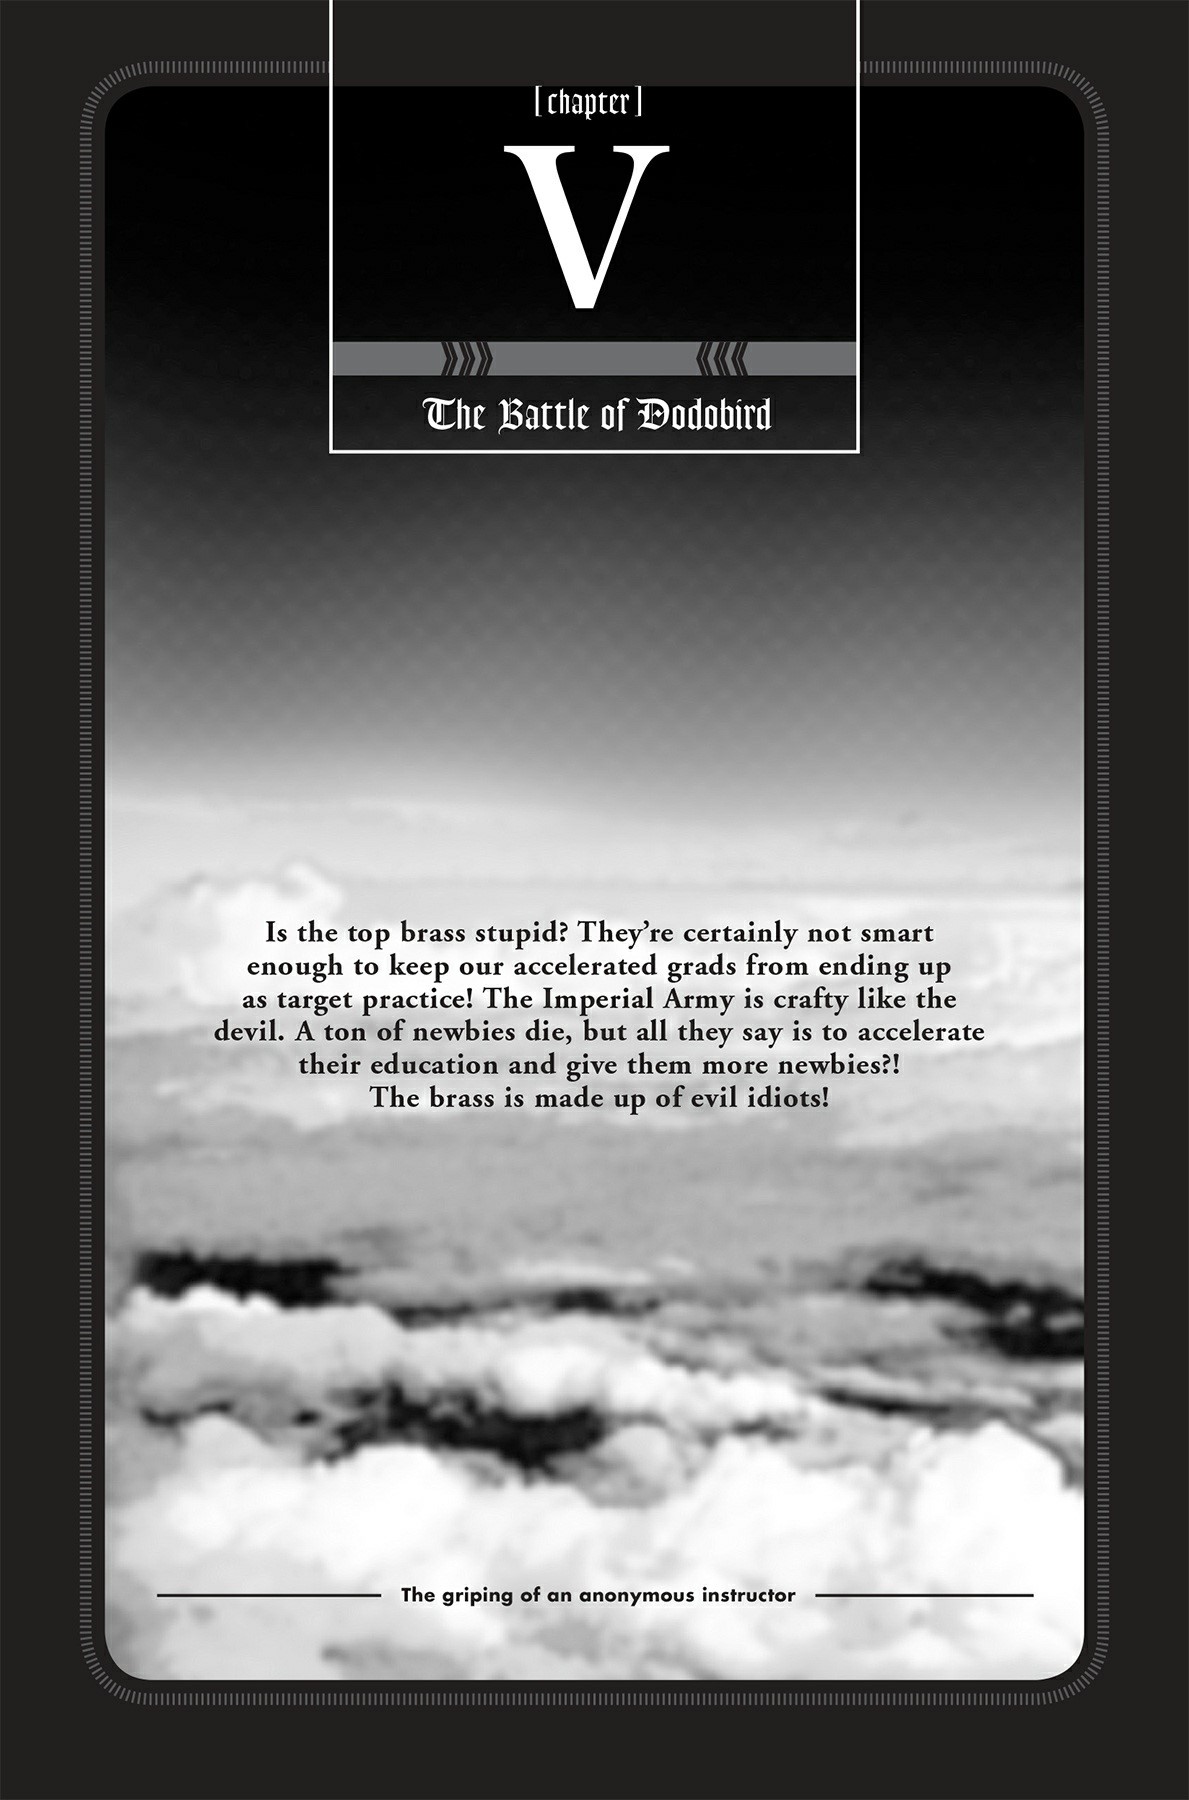 [chapter]
V
The Battle of Dodobird
Is the top brass stupid? They’re certainly not smart
enough to keep our accelerated grads from ending up
as target practice! The Imperial Army is crafty like the
devil. A ton of newbies die, but all they say is to accelerate
their education and give them more newbies?!
The brass is made up of evil idiots!
The griping of an anonymous instructor